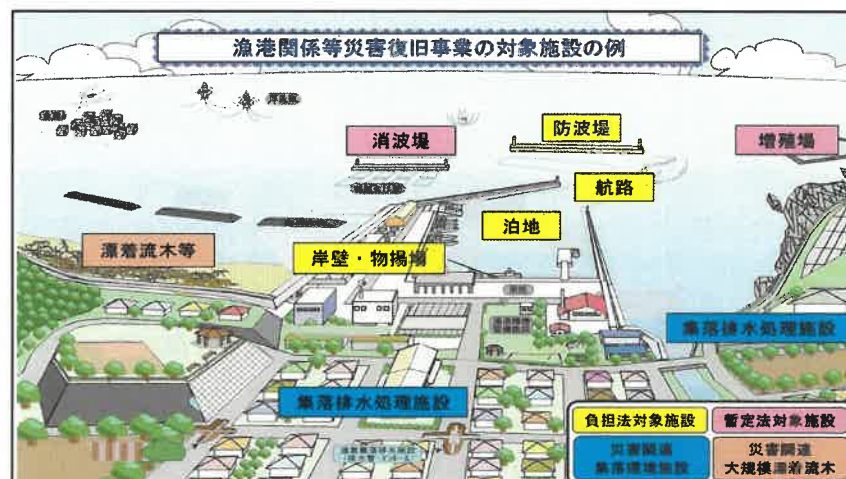 漁港関係等災害復旧事業の対象施設の例
消波堤
防波堤
増殖場
航路
泊地
漂着流木等
岸壁・物揚場
集落排水処理施設
集落排水処理施設
負担法対象施設
暫定法対象施設
災害関連
集落環境施設
災害関連
大規模漂着流木